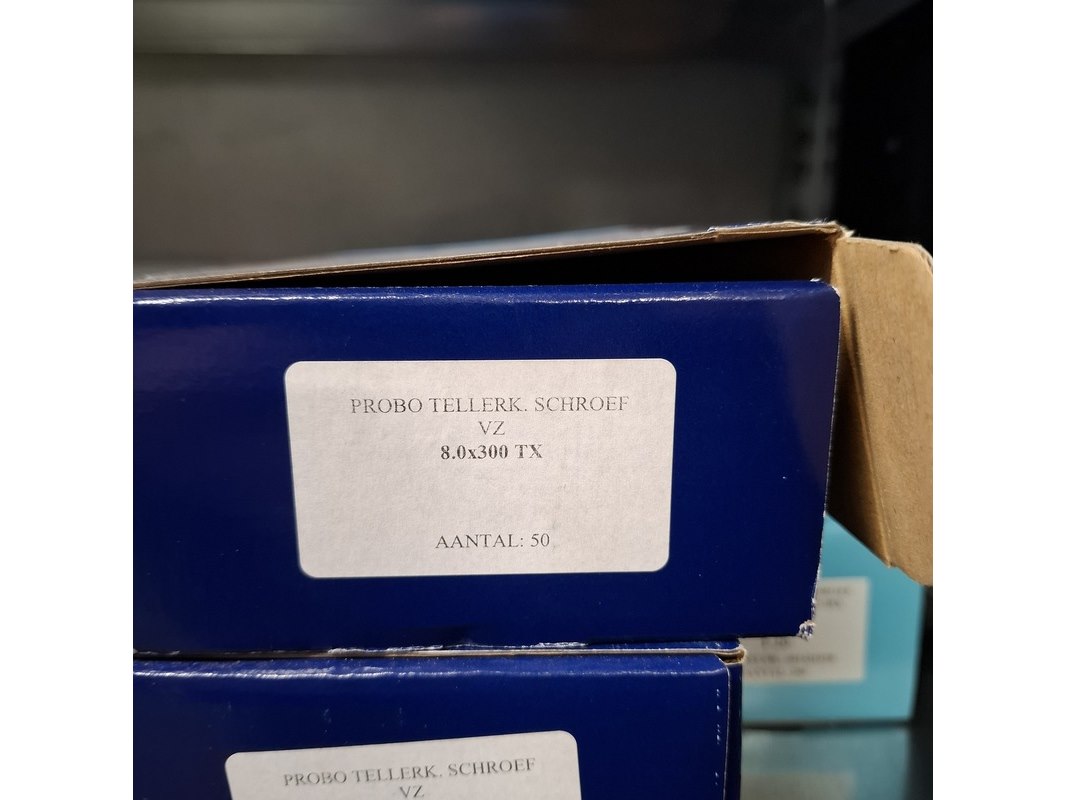 PROBO TELLERK. SCHROEF
VZ
8.0x300 TX
AANTAL: 50
PROBO TELLERK. SCHROEF
VZ